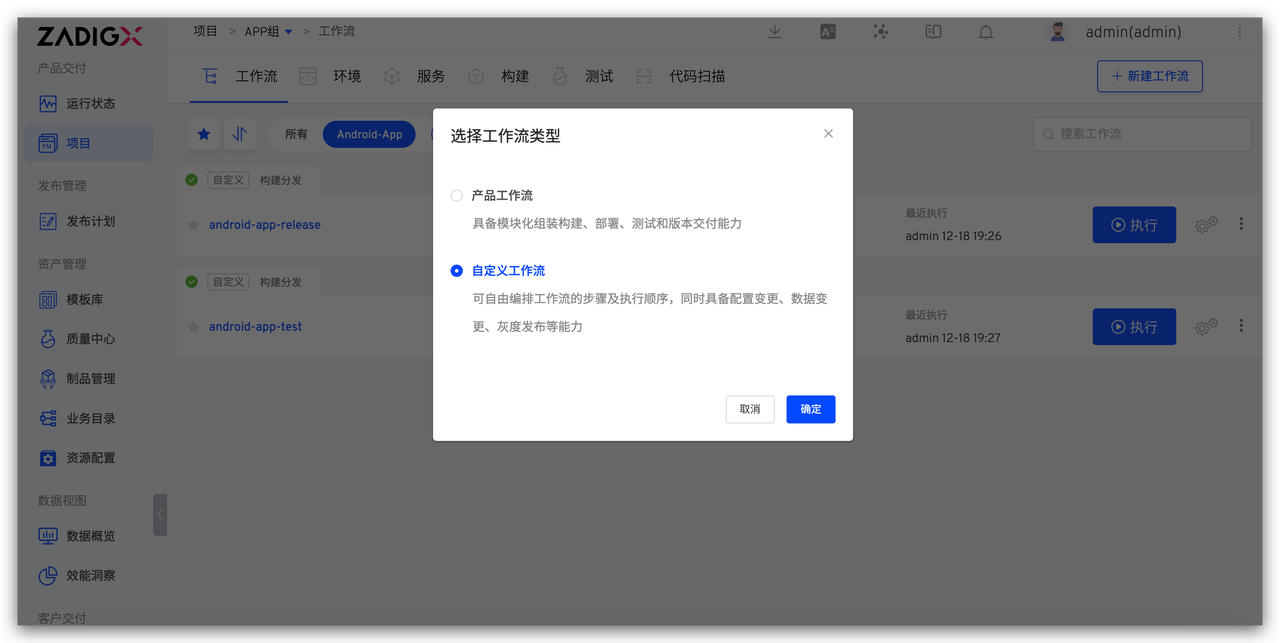 ZADIGX
项目 > APP组 > 工作流
admin(admin)
产品交付
运行状态
项目
发布管理
发布计划
资产管理
模板库
质量中心
制品管理
业务目录
资源配置
数据视图
数据概览
效能洞察
客户交付
工作流 环境 服务 构建 测试 代码扫描
+ 新建工作流
所有 Android-App
搜索工作流
自定义 构建分发
android-app-release
最近执行
admin 12-18 19:26
执行
自定义 构建分发
android-app-test
最近执行
admin 12-18 19:27
执行
选择工作流类型
产品工作流
具备模块化组装构建、部署、测试和版本交付能力
自定义工作流
可自由编排工作流的步骤及执行顺序，同时具备配置变更、数据变
更、灰度发布等能力
取消 确定